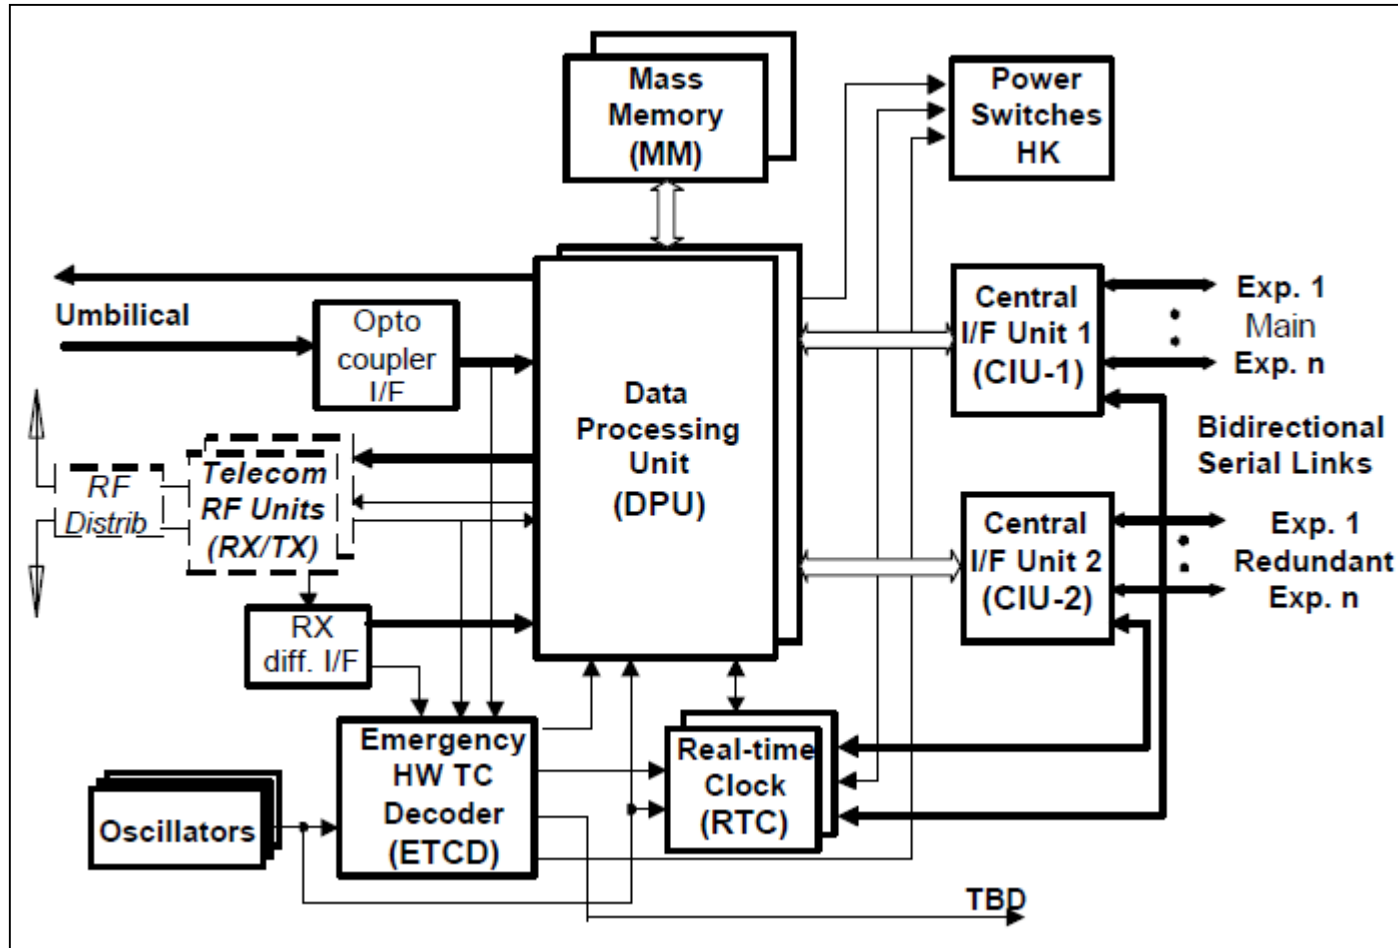 Mass
Memory
(MM)
Power
Switches
HK
Umbilical
Opto
coupler
I/F
Data
Processing
Unit
(DPU)
Central
I/F Unit 1
(CIU-1)
Exp. 1
Main
Exp. n
Bidirectional
Serial Links
RF
Distrib
Telecom
RF Units
(RX/TX)
Central
I/F Unit 2
(CIU-2)
Exp. 1
Redundant
Exp. n
RX
diff. I/F
Emergency
HW TC
Decoder
(ETCD)
Real-time
Clock
(RTC)
Oscillators
TBD